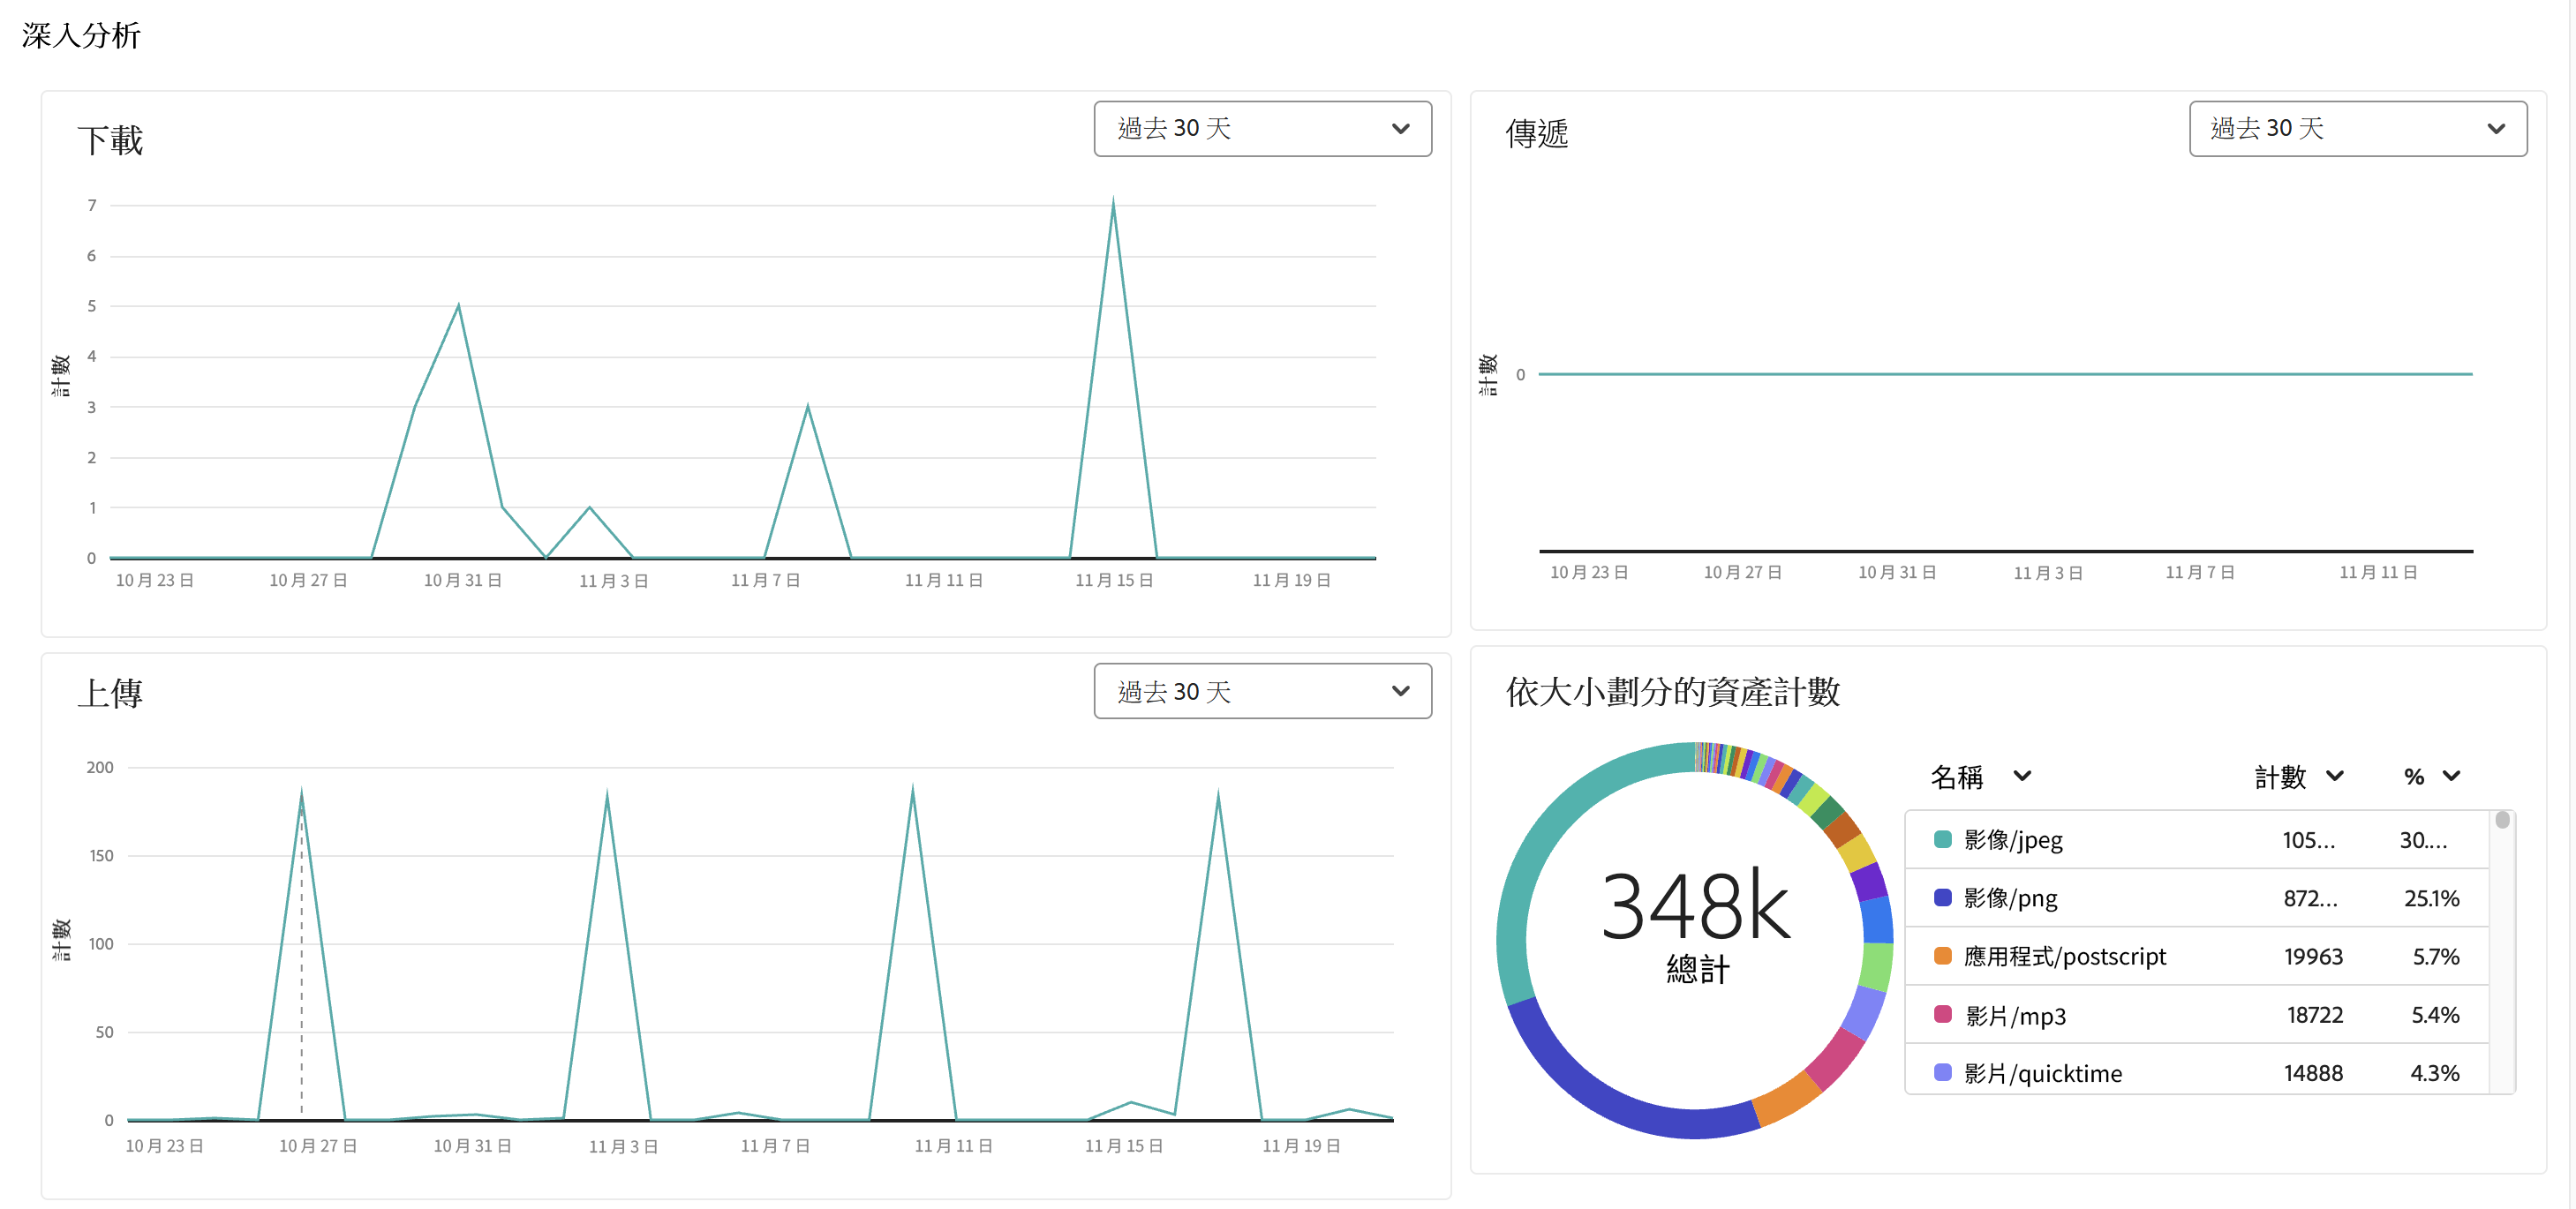 深入分析
下載
過去 30 天
7
6
5
4
3
2
1
0
計數
10 月 23 日
10 月 27 日
10 月 31 日
11 月 3 日
11 月 7 日
11 月 11 日
11 月 15 日
11 月 19 日
傳遞
過去 30 天
計數
0
10 月 23 日
10 月 27 日
10 月 31 日
11 月 3 日
11 月 7 日
11 月 11 日
上傳
過去 30 天
200
150
100
50
0
計數
10 月 23 日
10 月 27 日
10 月 31 日
11 月 3 日
11 月 7 日
11 月 11 日
11 月 15 日
11 月 19 日
依大小劃分的資產計數
348k
總計
名稱 計數 %
影像/jpeg 105... 30....
影像/png 872... 25.1%
應用程式/postscript 19963 5.7%
影片/mp3 18722 5.4%
影片/quicktime 14888 4.3%